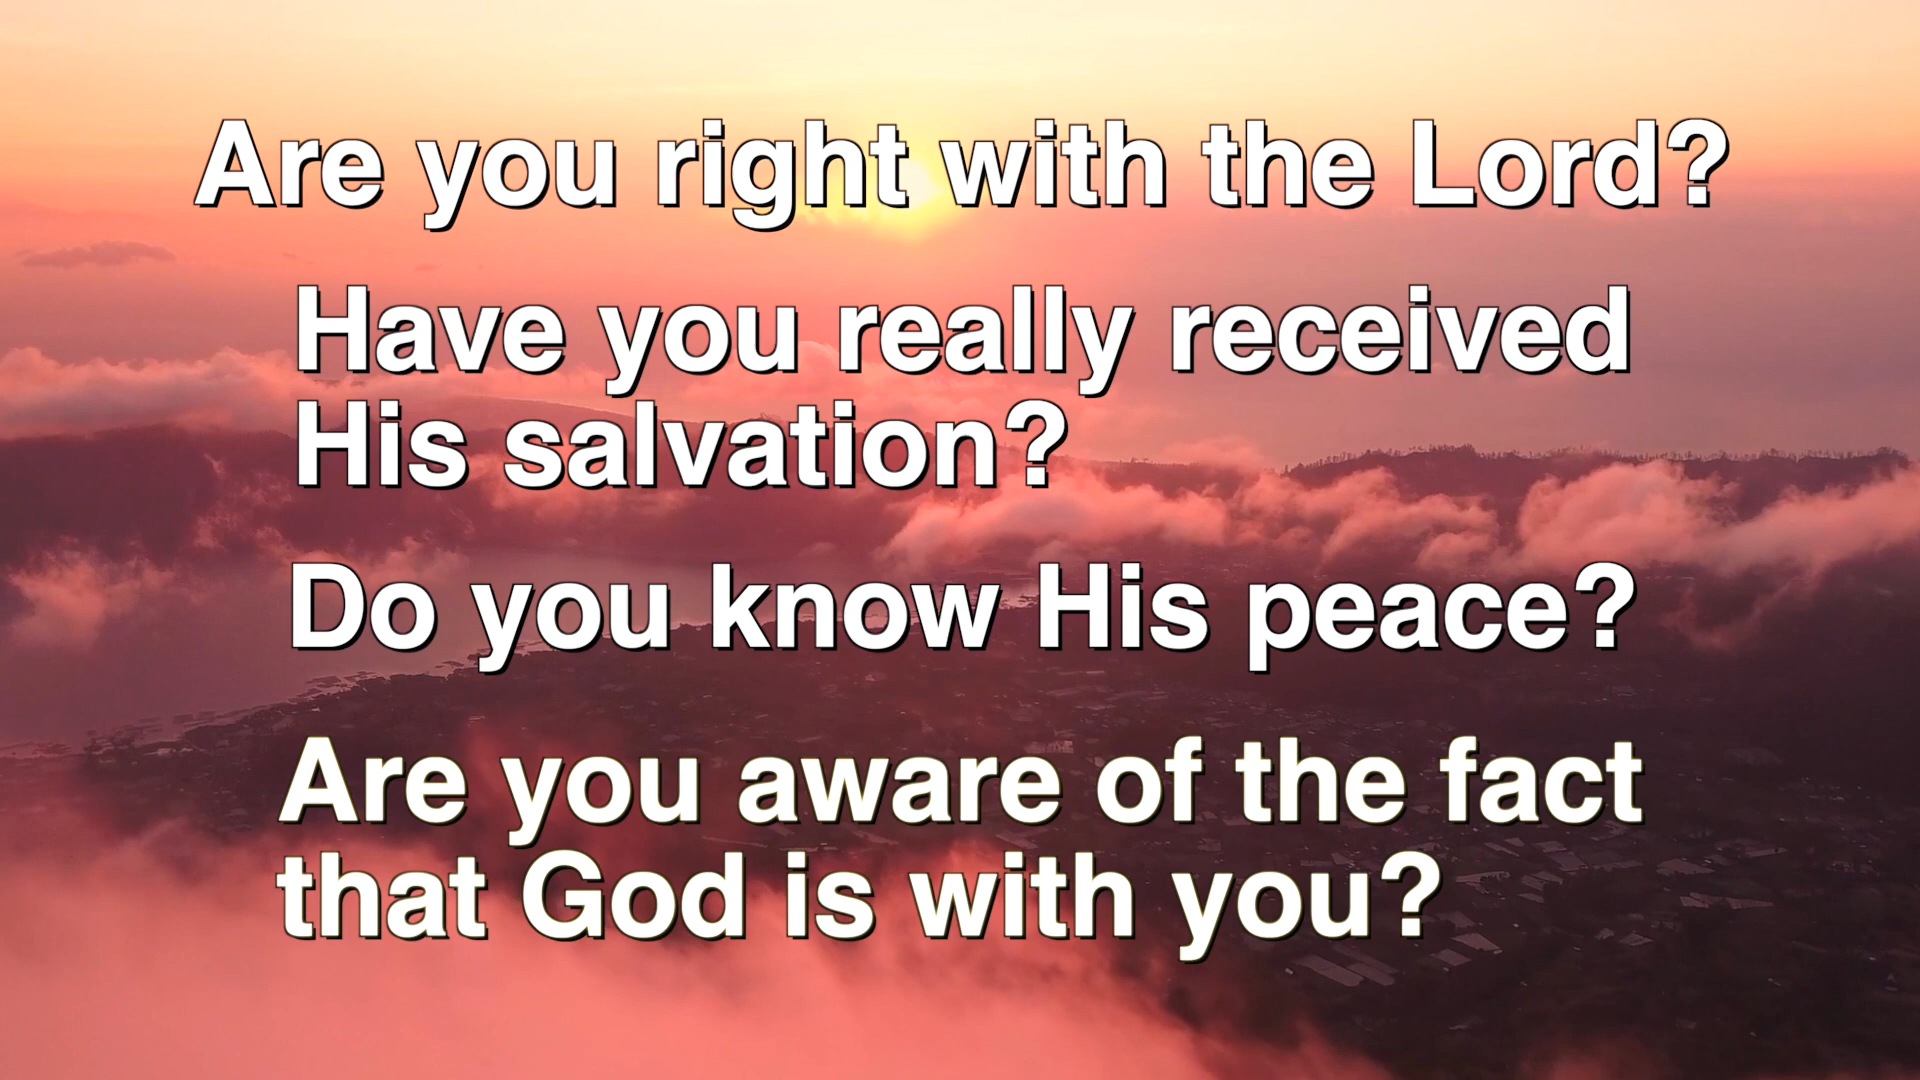 Are you right with the Lord?
Have you really received
His salvation?
Do you know His peace?
Are you aware of the fact
that God is with you?